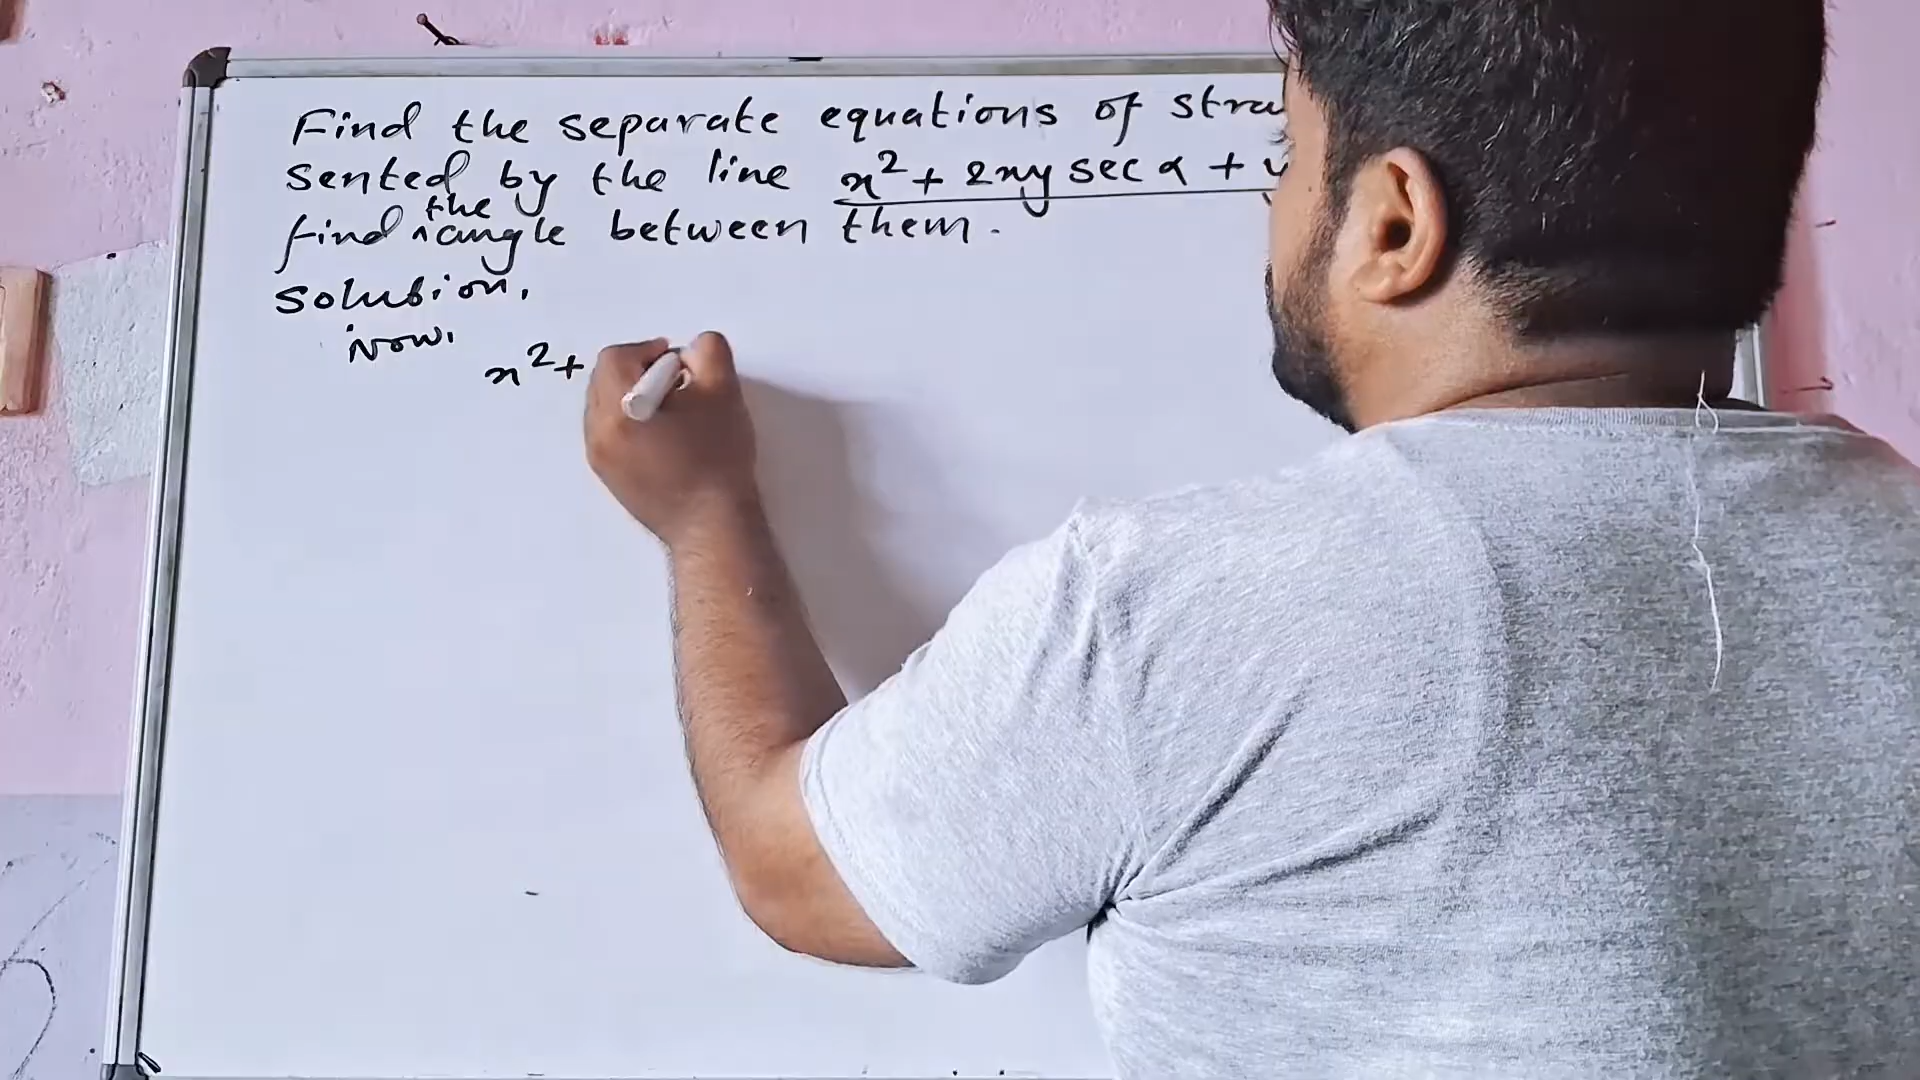 Find the separate equations of stra
sented by the line x² + 2xy sec α +
find the angle between them.
Solution,
Now,
x² +